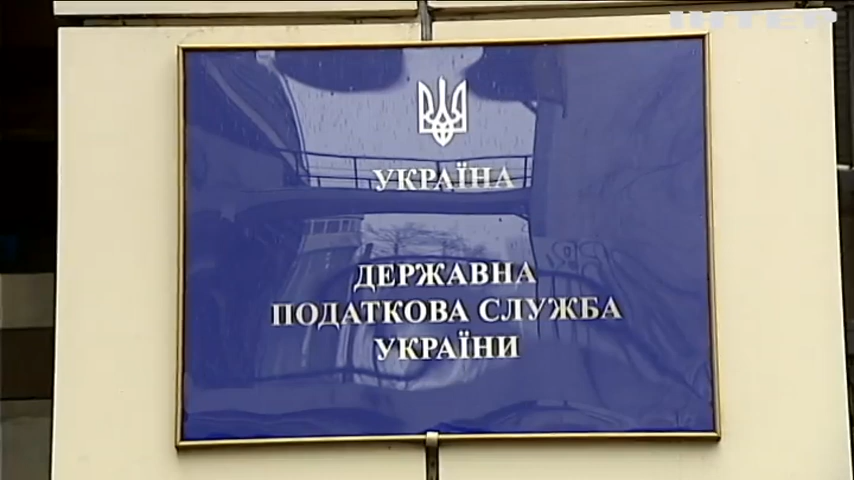 ІНТЕР
УКРАЇНА
ДЕРЖАВНА
ПОДАТКОВА СЛУЖБА
УКРАЇНИ